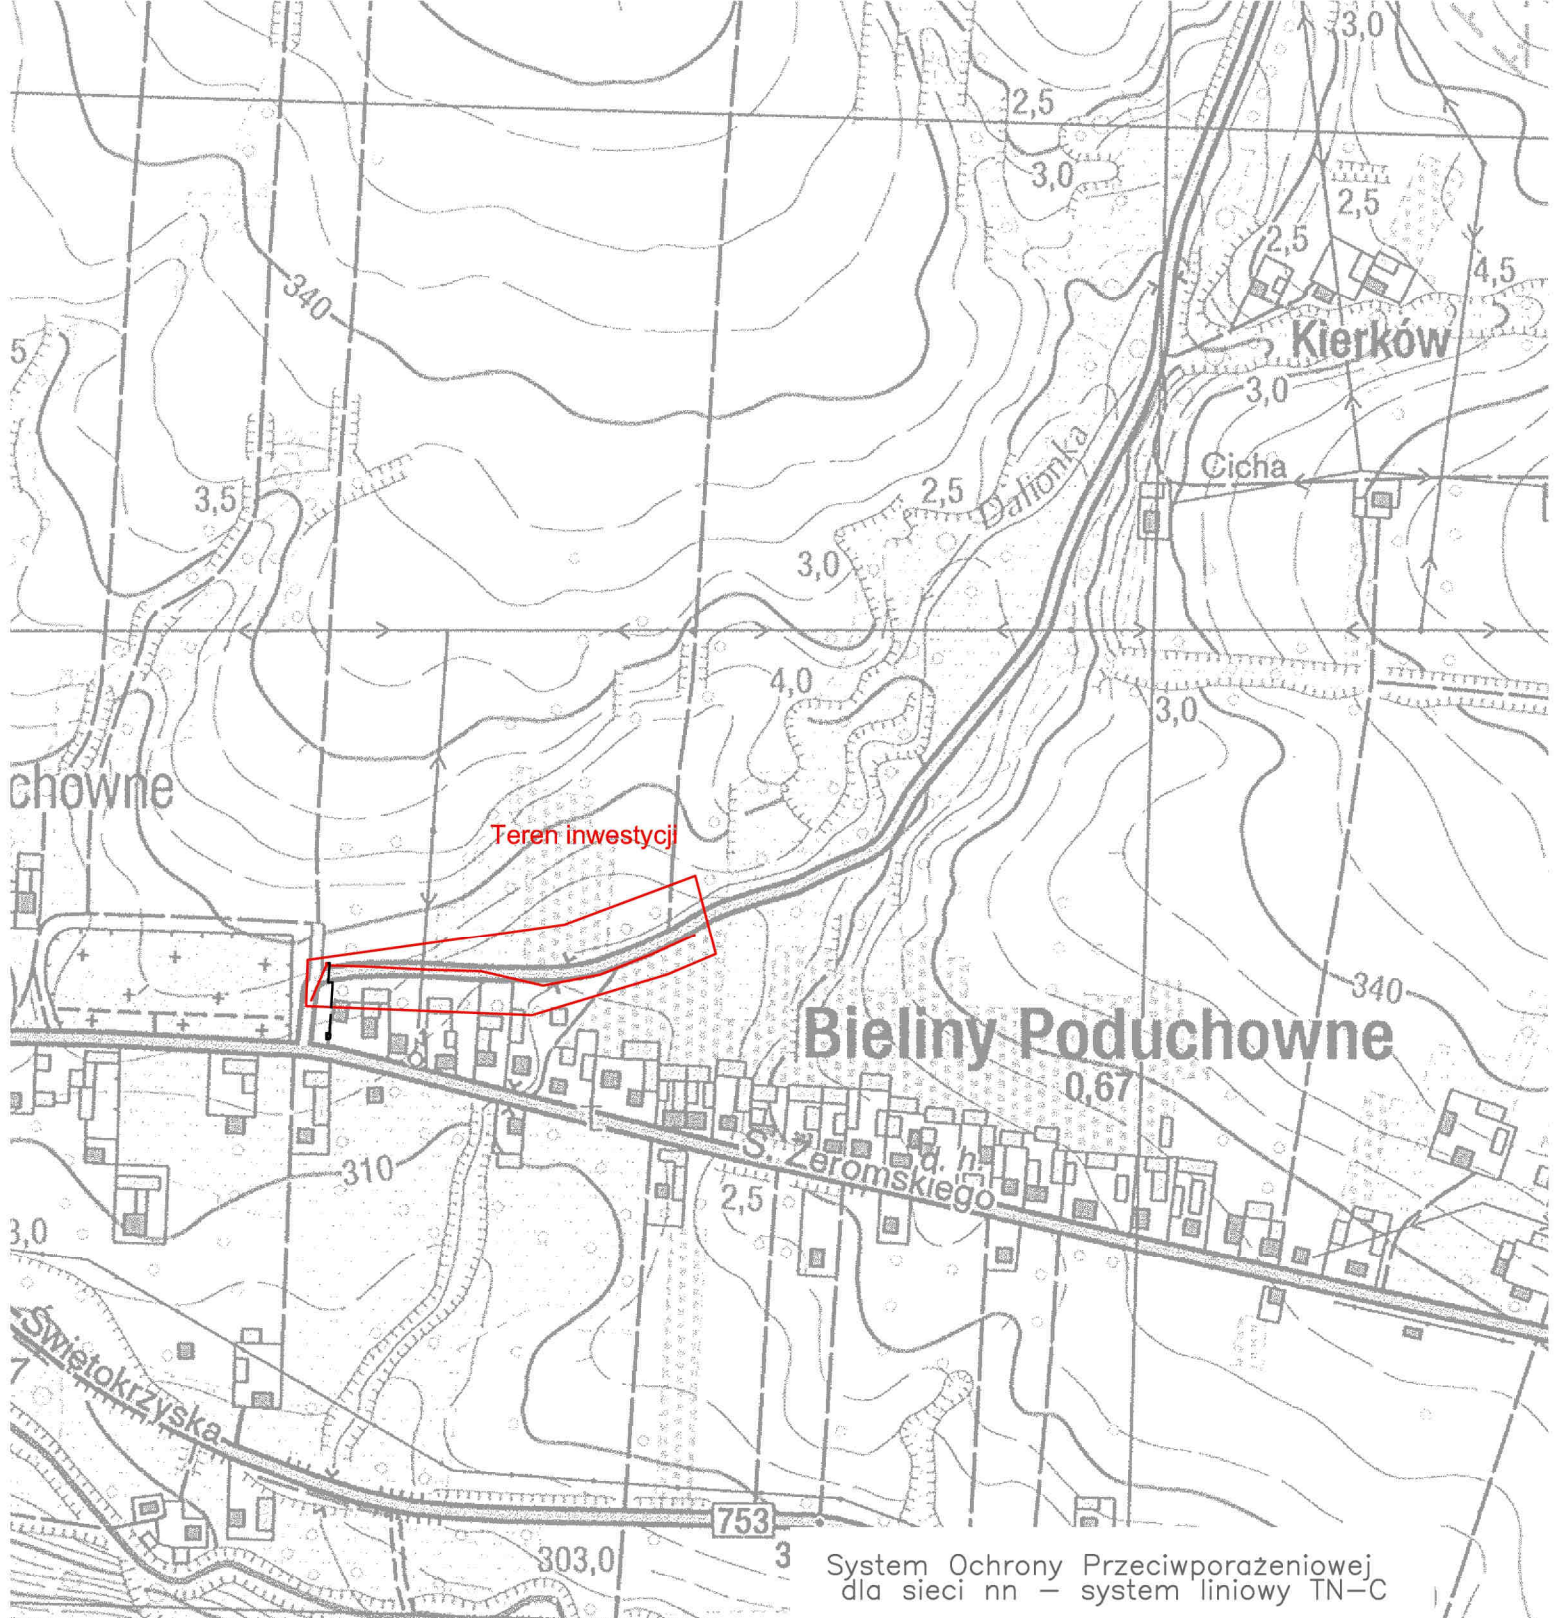 3,0
2,5
3,0
2,5
2,5
4,5
340
5
Kierków
3,0
Cicha
Dalionka
2,5
3,5
3,0
4,0
3,0
chowne
Teren inwestycji
340
Bieliny Poduchowne
0,67
S. Żeromskiego
d. h.
310
2,5
3,0
Świętokrzyska
7
753
303,0
3
System Ochrony Przeciwporażeniowej
dla sieci nn – system liniowy TN–C